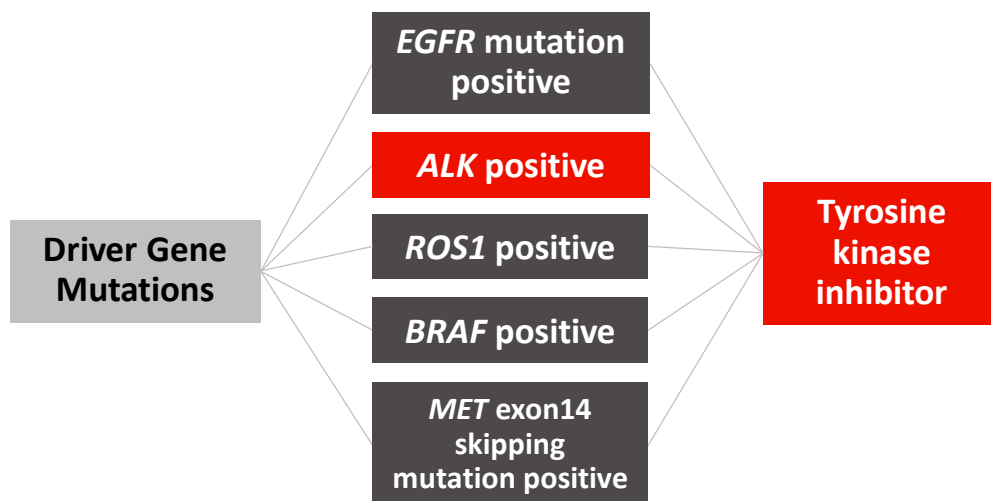 EGFR mutation
positive
ALK positive
Driver Gene
Mutations
ROS1 positive
BRAF positive
MET exon14
skipping
mutation positive
Tyrosine
kinase
inhibitor